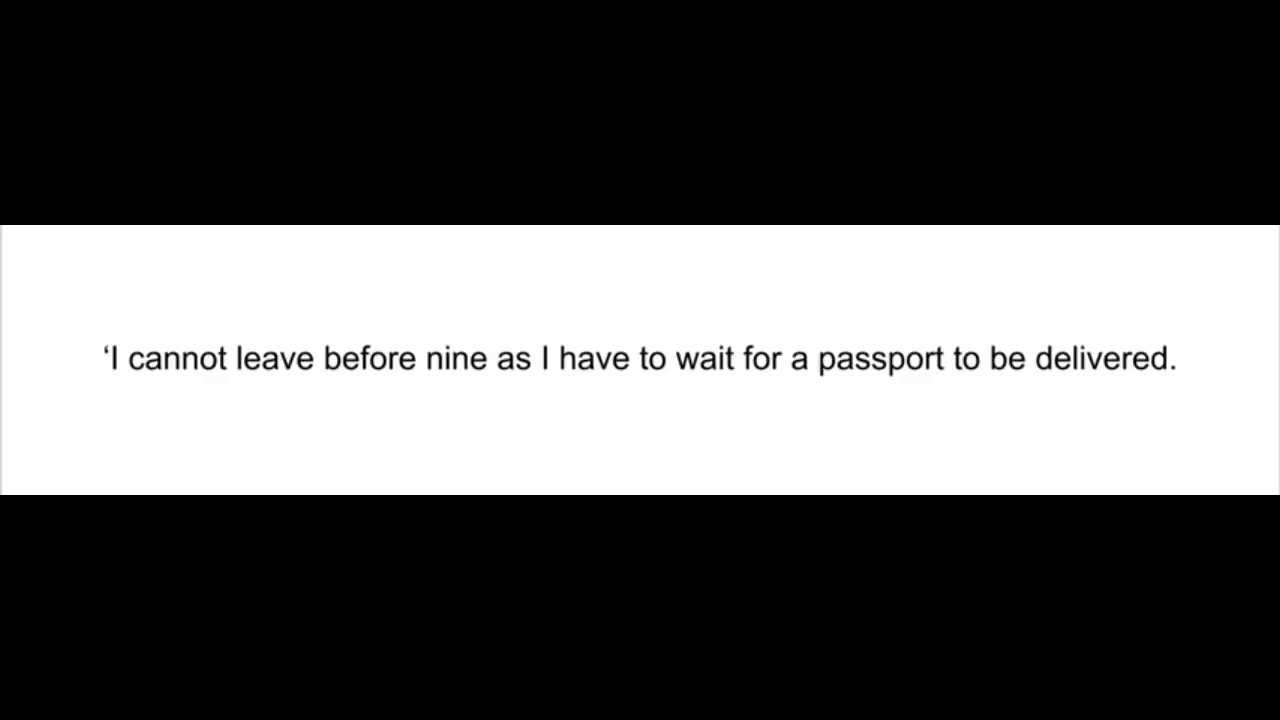 ‘I cannot leave before nine as I have to wait for a passport to be delivered.